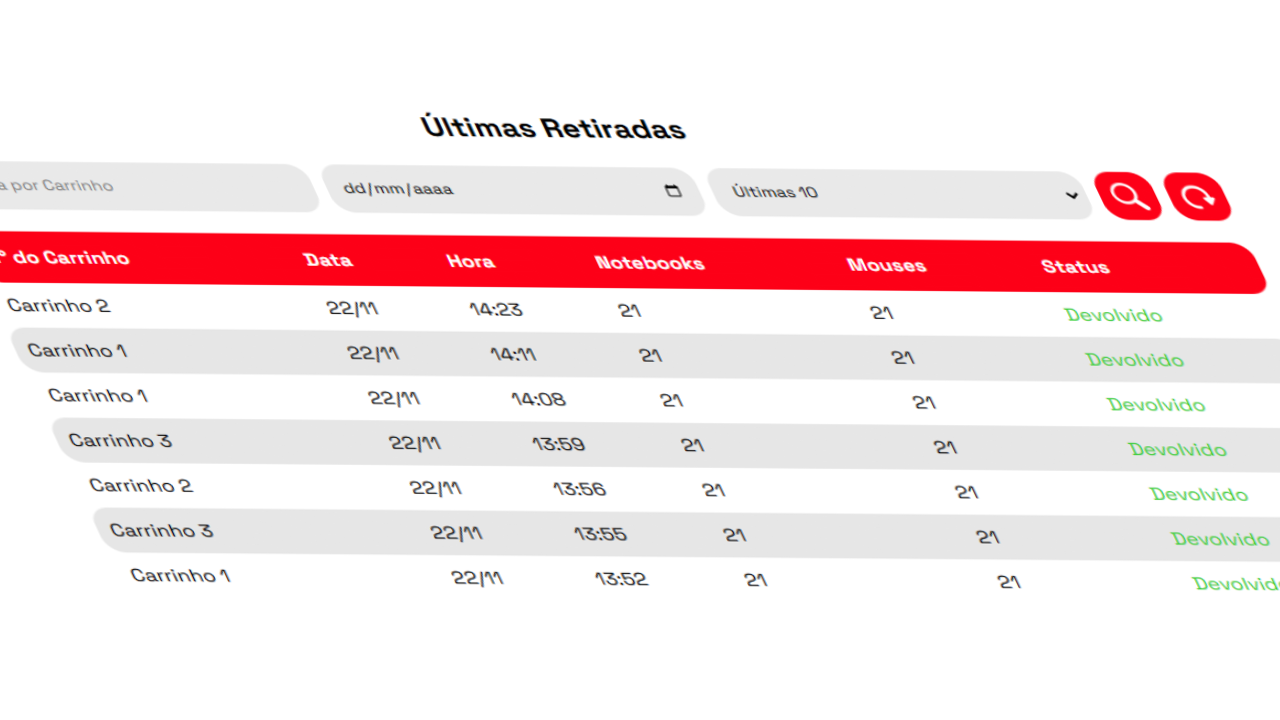 Últimas Retiradas
a por Carrinho dd/mm/aaaa Últimas 10
º do Carrinho Data Hora Notebooks Mouses Status
Carrinho 2 22/11 14:23 21 21 Devolvido
Carrinho 1 22/11 14:11 21 21 Devolvido
Carrinho 1 22/11 14:08 21 21 Devolvido
Carrinho 3 22/11 13:59 21 21 Devolvido
Carrinho 2 22/11 13:56 21 21 Devolvido
Carrinho 3 22/11 13:55 21 21 Devolvido
Carrinho 1 22/11 13:52 21 21 Devolvido